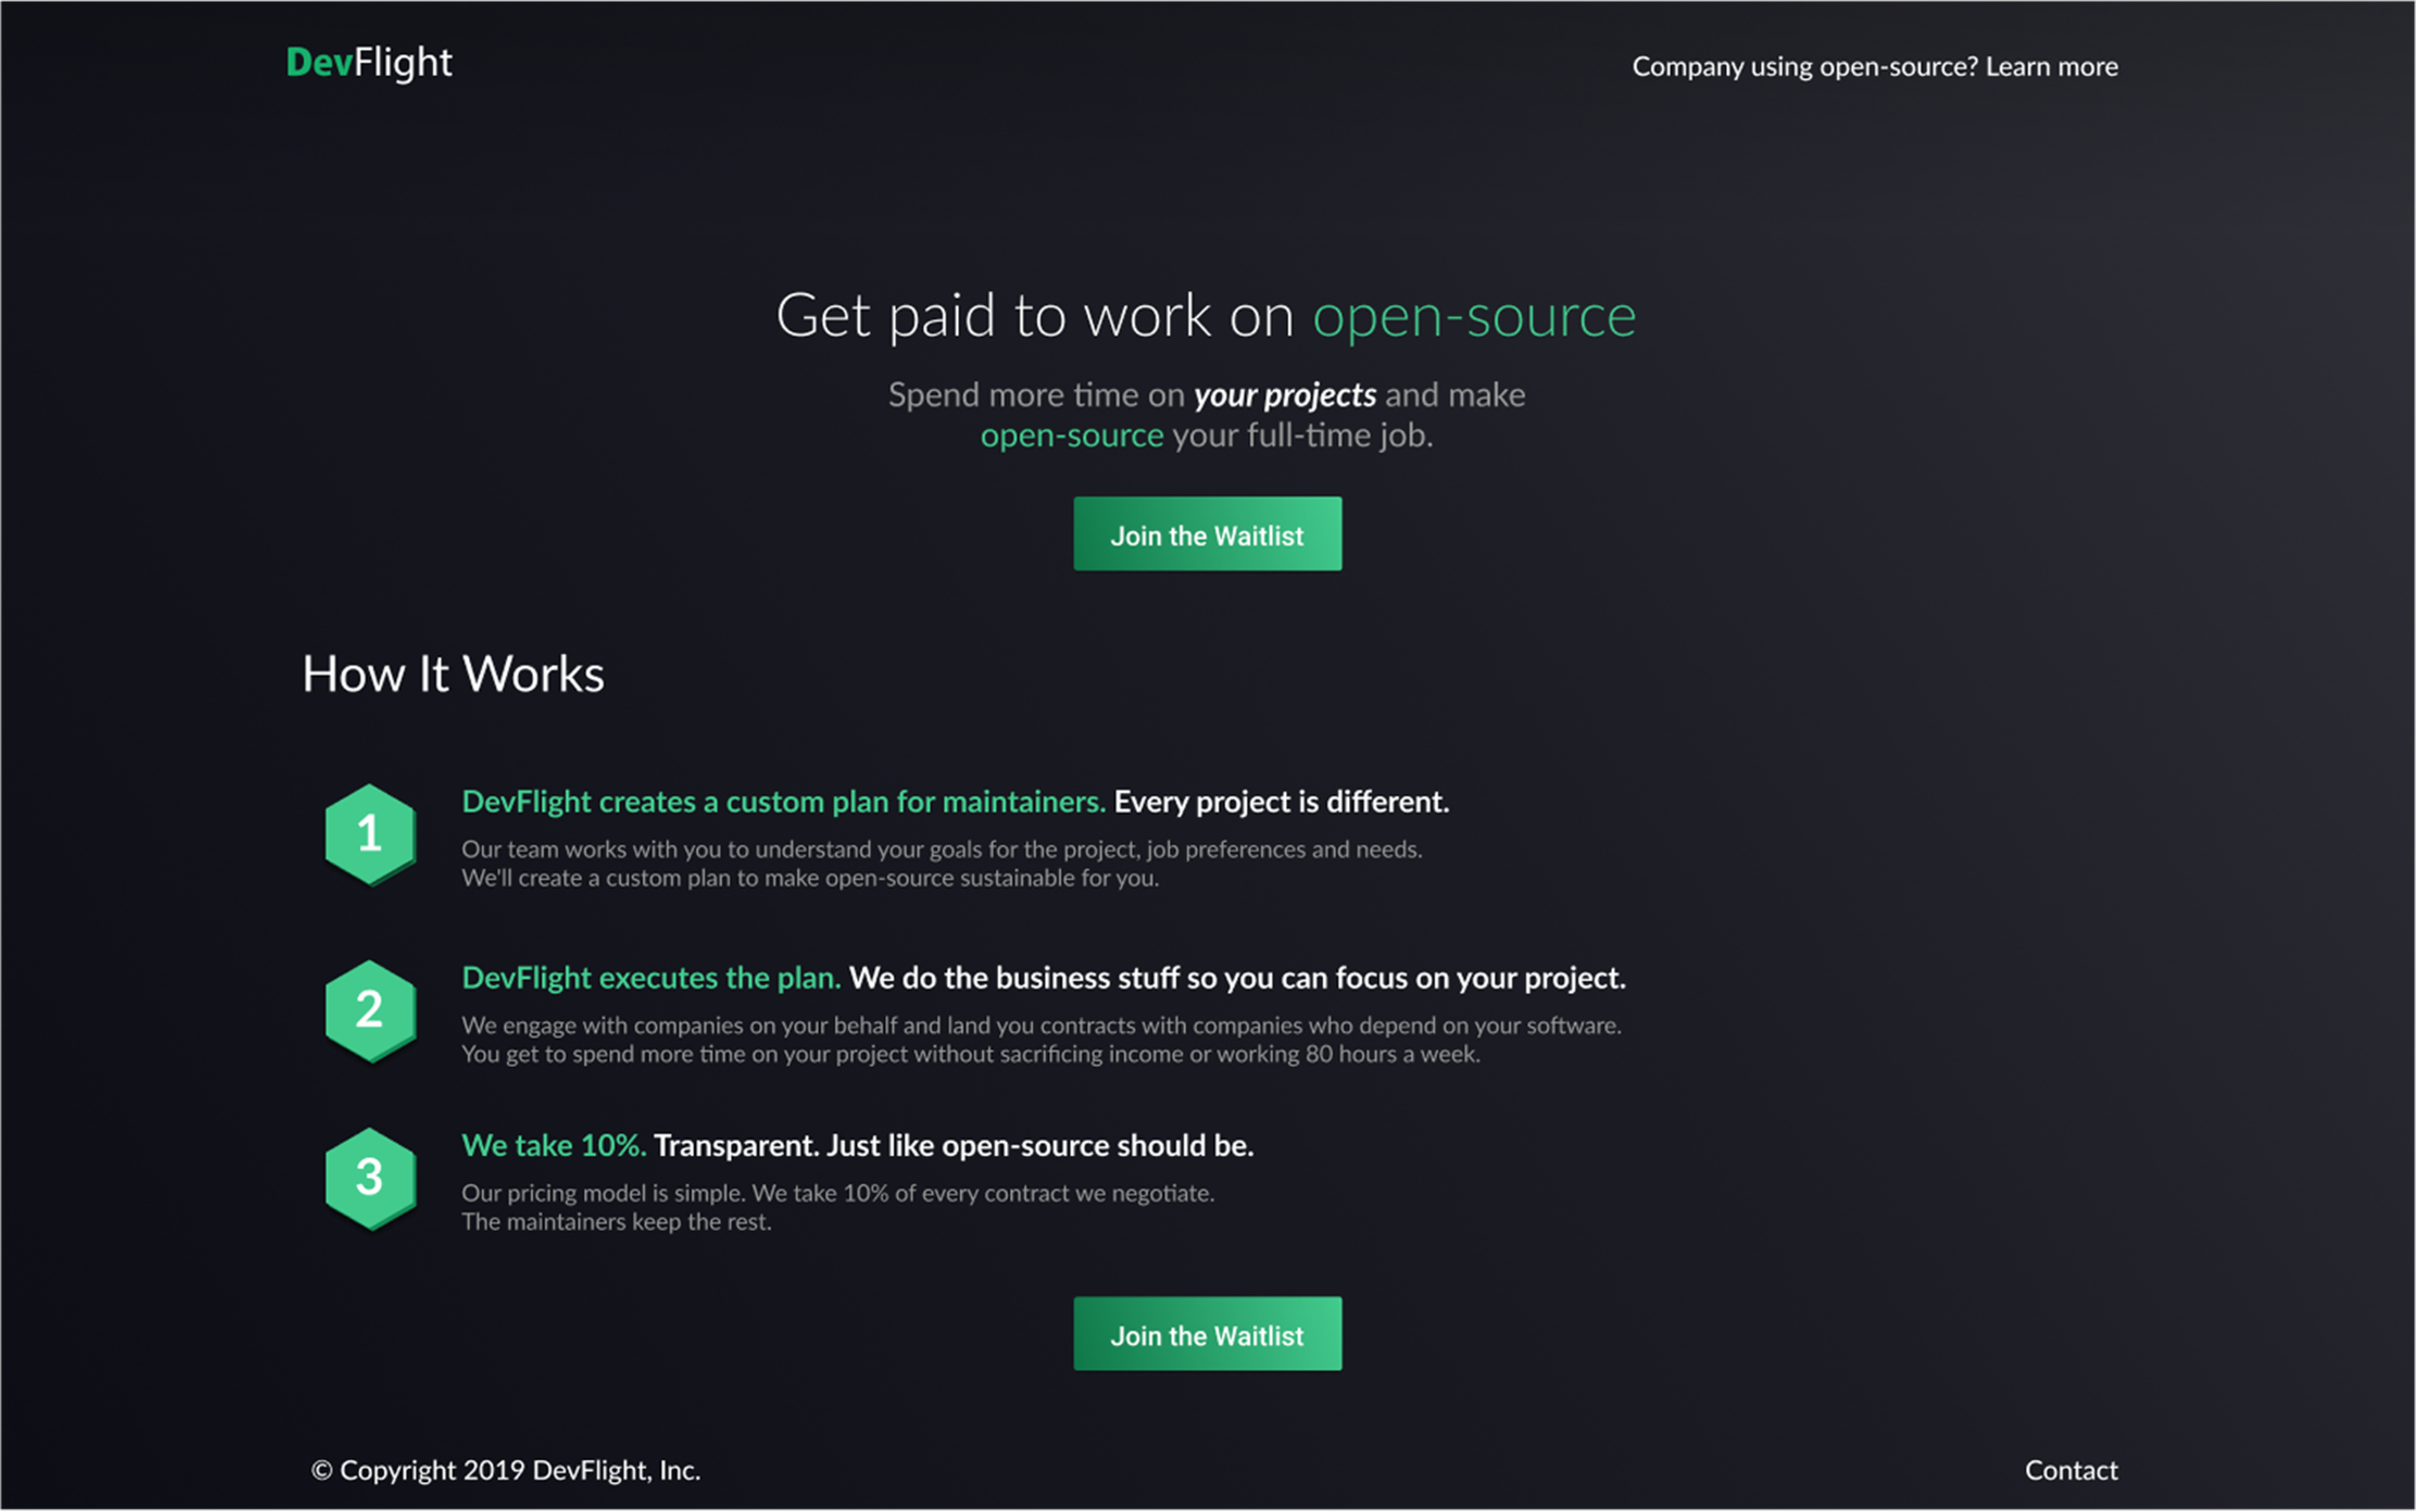 DevFlight
Company using open-source? Learn more
Get paid to work on open-source
Spend more time on your projects and make
open-source your full-time job.
Join the Waitlist
How It Works
1
DevFlight creates a custom plan for maintainers. Every project is different.
Our team works with you to understand your goals for the project, job preferences and needs.
We'll create a custom plan to make open-source sustainable for you.
2
DevFlight executes the plan. We do the business stuff so you can focus on your project.
We engage with companies on your behalf and land you contracts with companies who depend on your software.
You get to spend more time on your project without sacrificing income or working 80 hours a week.
3
We take 10%. Transparent. Just like open-source should be.
Our pricing model is simple. We take 10% of every contract we negotiate.
The maintainers keep the rest.
Join the Waitlist
© Copyright 2019 DevFlight, Inc.
Contact